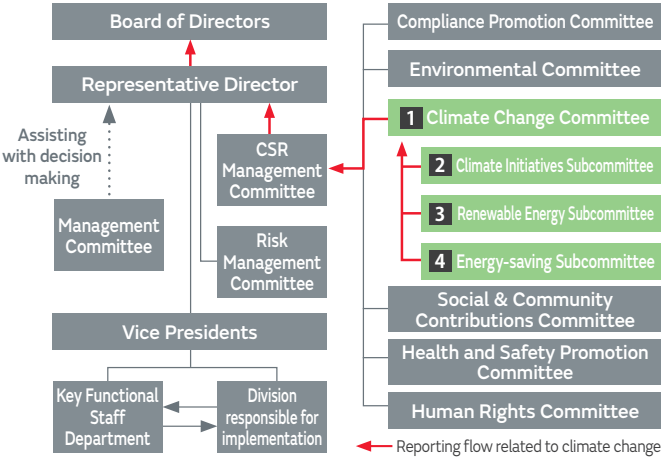 Board of Directors
Representative Director
Assisting
with decision
making
Management
Committee
CSR
Management
Committee
Risk
Management
Committee
Vice Presidents
Key Functional
Staff
Department
Division
responsible for
implementation
Compliance Promotion Committee
Environmental Committee
1 Climate Change Committee
2 Climate Initiatives Subcommittee
3 Renewable Energy Subcommittee
4 Energy-saving Subcommittee
Social & Community
Contributions Committee
Health and Safety Promotion
Committee
Human Rights Committee
Reporting flow related to climate change